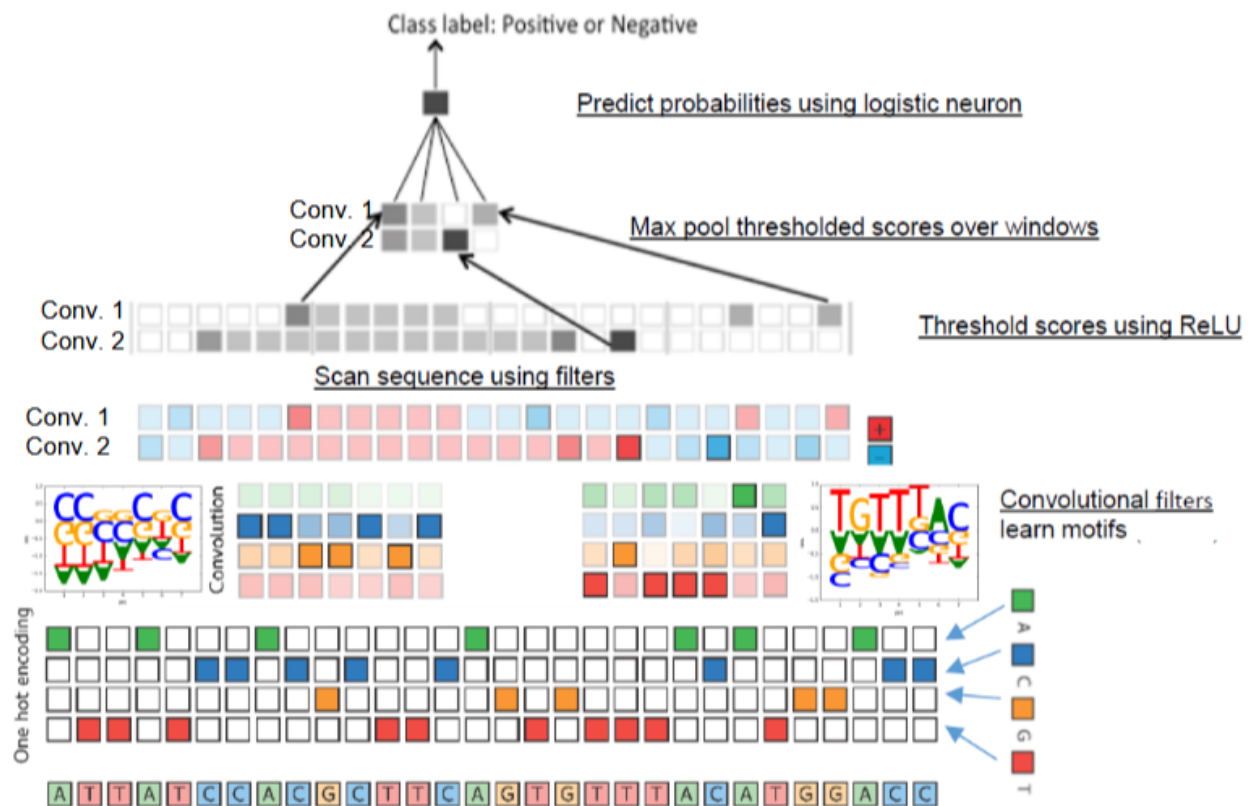 Class label: Positive or Negative
Predict probabilities using logistic neuron
Conv. 1
Max pool thresholded scores over windows
Conv. 2
Conv. 1
Threshold scores using ReLU
Conv. 2
Scan sequence using filters
Conv. 1
+
Conv. 2
−
Convolution
Convolutional filters
learn motifs
One hot encoding
A
C
G
T
A T T A T C C A C G C T T C A G T G T T T A C A T G G A C C